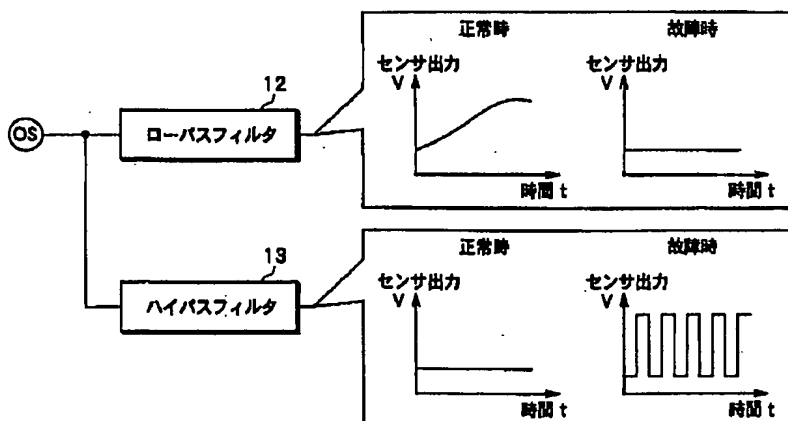 正常時
故障時
センサ出力
V
時間 t
センサ出力
V
時間 t
12
OS
ローパスフィルタ
正常時
故障時
センサ出力
V
時間 t
センサ出力
V
時間 t
13
ハイパスフィルタ